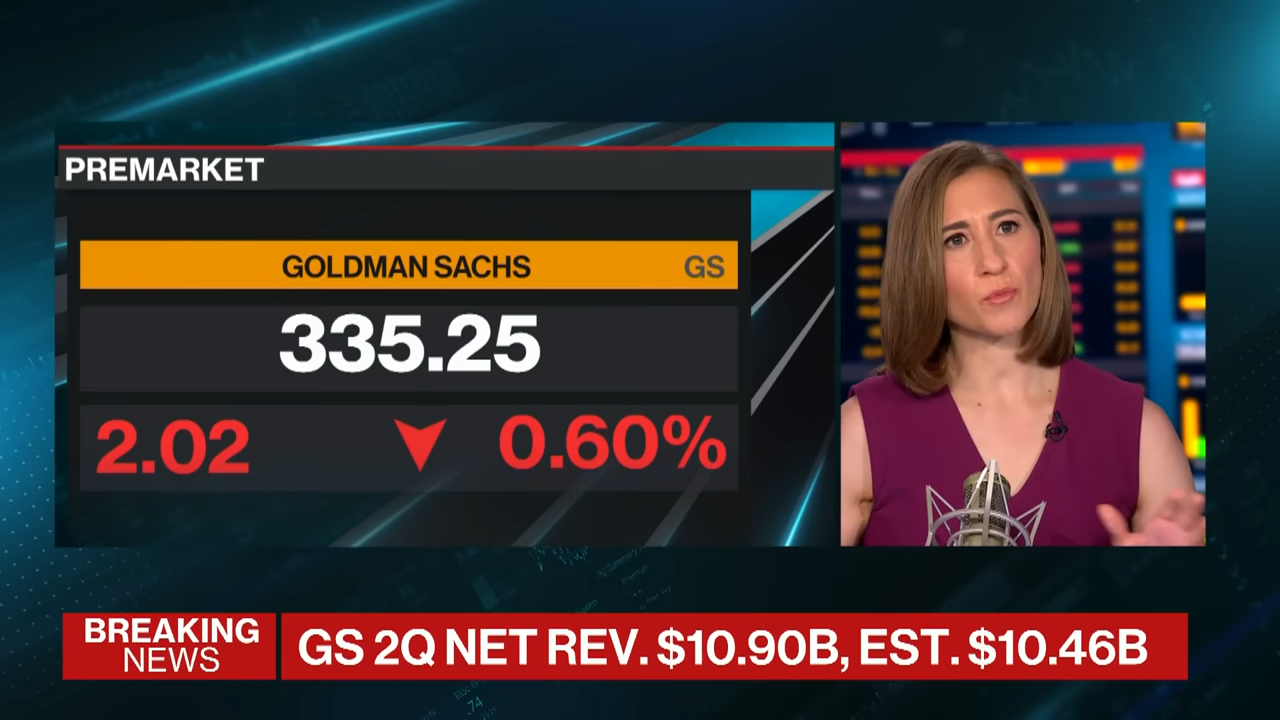 PREMARKET
GOLDMAN SACHS GS
335.25
2.02 0.60%
BREAKING
NEWS
GS 2Q NET REV. $10.90B, EST. $10.46B